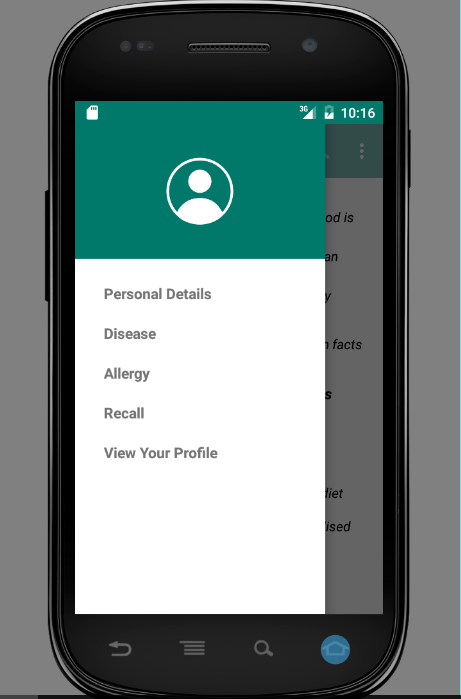 3G 10:16
od is
an
Personal Details
y
Disease
n facts
Allergy
s
Recall
View Your Profile
diet
ised